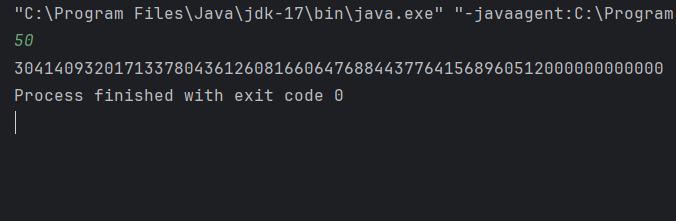 "C:\Program Files\Java\jdk-17\bin\java.exe" "-javaagent:C:\Program
50
30414093201713378043612608166064768844377641568960512000000000000
Process finished with exit code 0